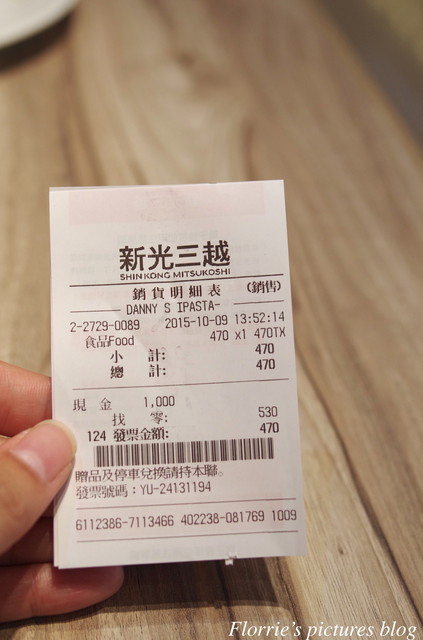 新光三越
SHIN KONG MITSUKOSHI
銷貨明細表 (銷售)
DANNY S IPASTA-
2-2729-0089 2015-10-09 13:52:14
食品Food 470 x1 470TX
小 計: 470
總 計: 470
現 金 1,000
找 零: 530
124 發票金額: 470
贈品及停車兌換請持本聯。
發票號碼：YU-24131194
6112386-7113466 402238-081769 1009
Florrie's pictures blog